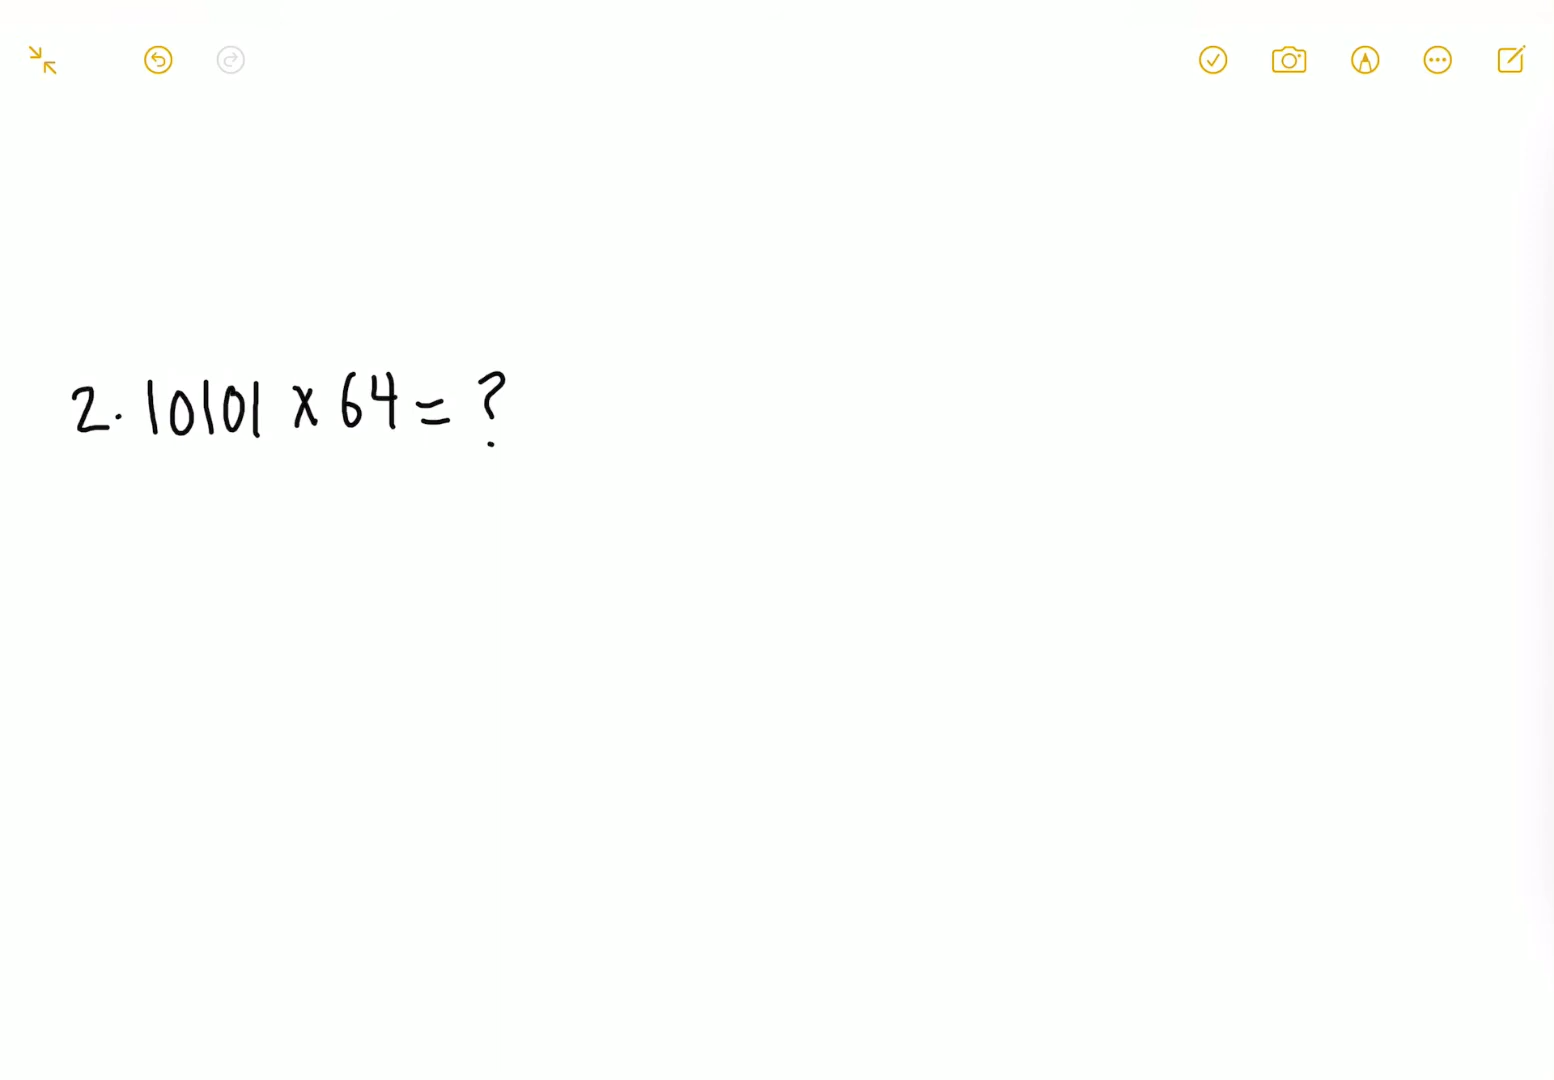 2. 10101 x 64 = ?